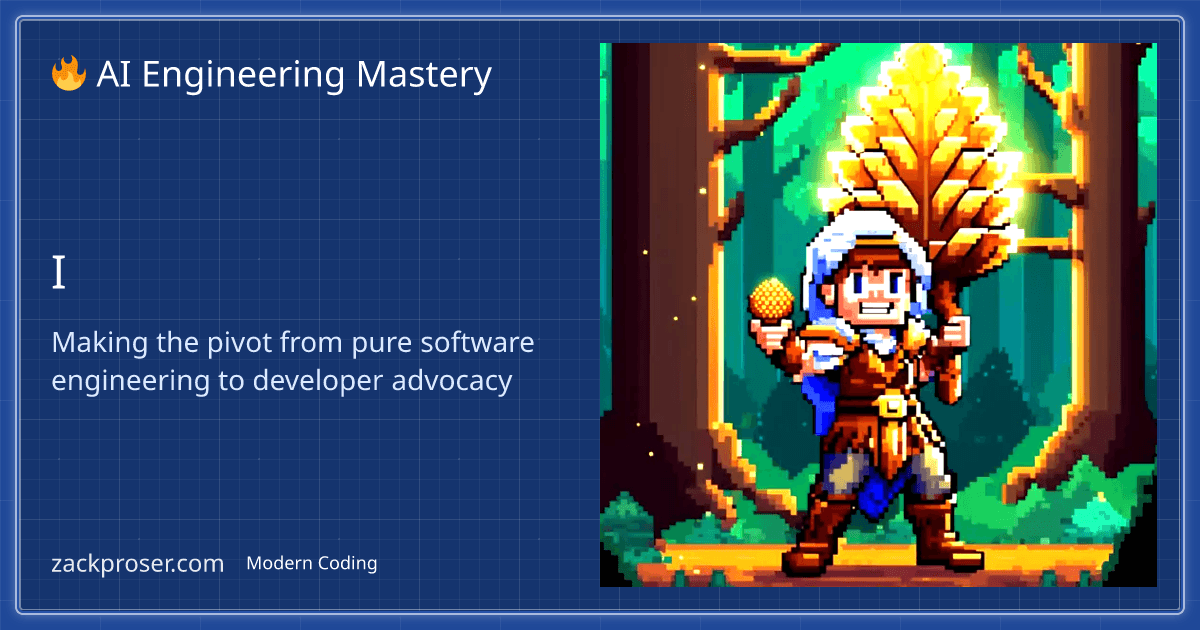 🔥 AI Engineering Mastery
I
Making the pivot from pure software
engineering to developer advocacy
zackproser.com Modern Coding